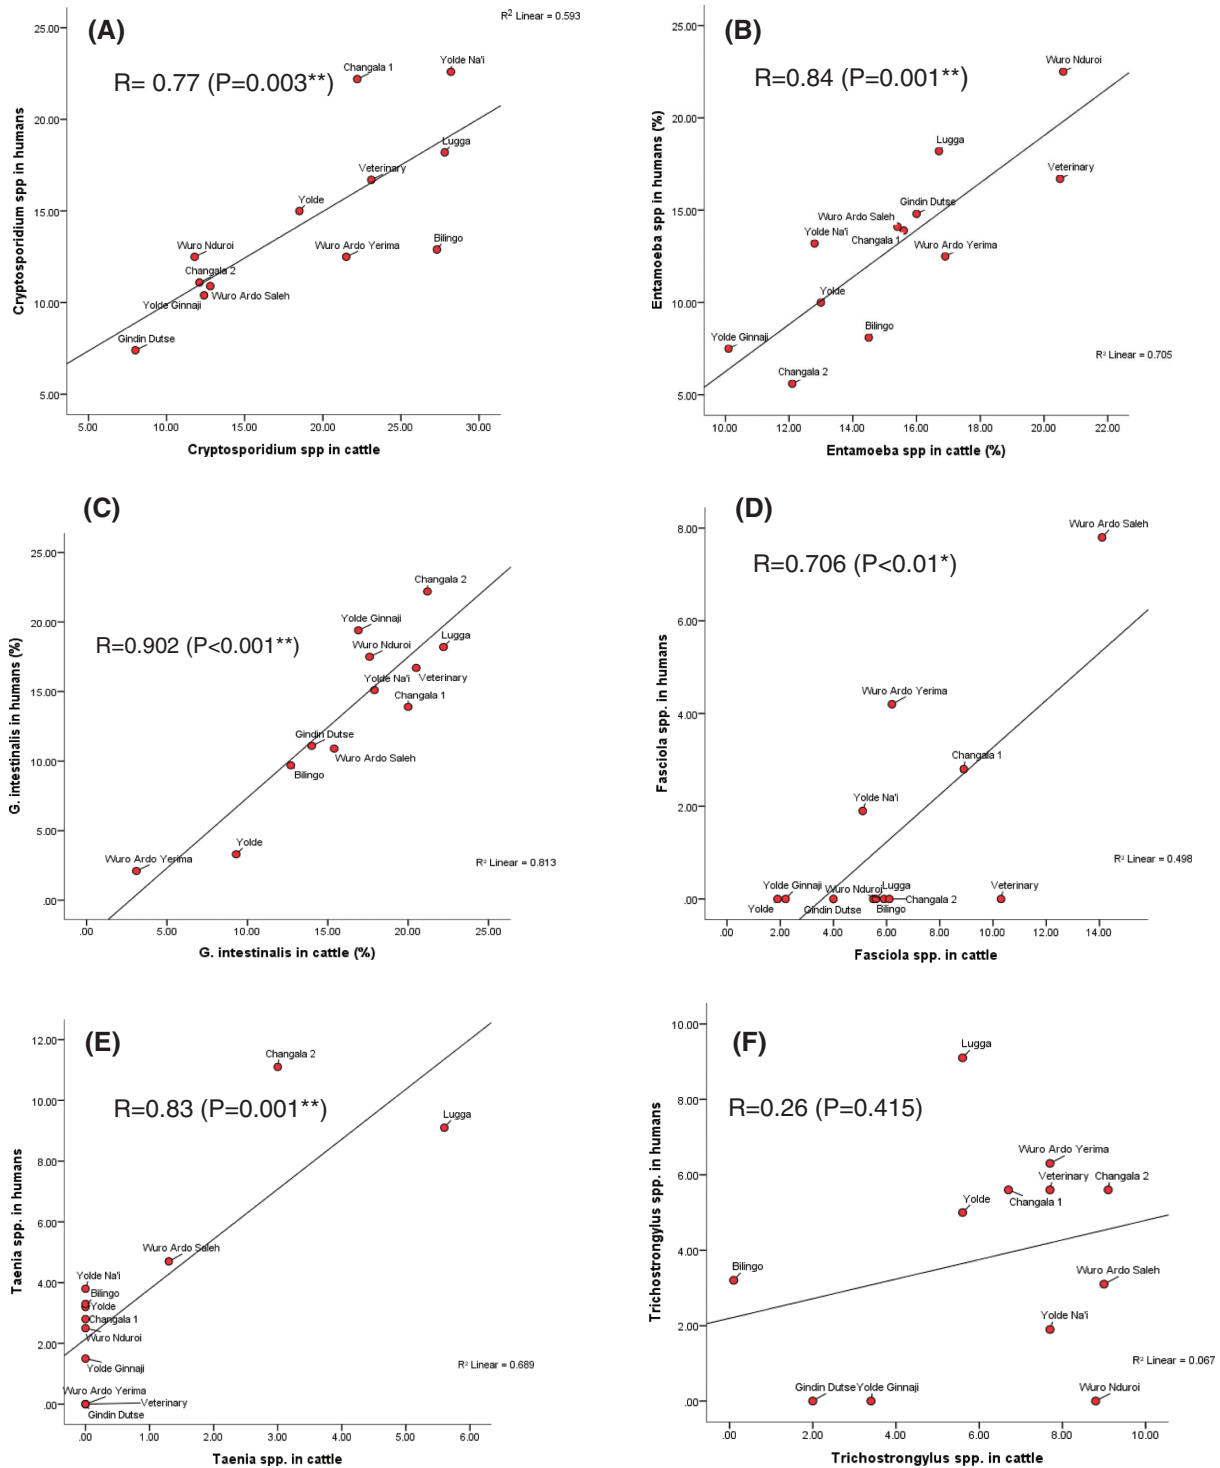 (A)
R² Linear = 0.593
R= 0.77 (P=0.003**)
Cryptosporidium spp in humans
25.00
20.00
15.00
10.00
5.00
Changala 1
Yolde Na'i
Lugga
Veterinary
Yolde
Wuro Nduroi
Wuro Ardo Yerima
Bilingo
Changala 2
Yolde Ginnaji
Wuro Ardo Saleh
Gindin Dutse
5.00 10.00 15.00 20.00 25.00 30.00
Cryptosporidium spp in cattle
(B)
R=0.84 (P=0.001**)
Entamoeba spp in humans (%)
25.00
20.00
15.00
10.00
5.00
Wuro Nduroi
Lugga
Veterinary
Gindin Dutse
Wuro Ardo Saleh
Yolde Na'i
Changala 1
Wuro Ardo Yerima
Yolde
Bilingo
Yolde Ginnaji
Changala 2
R² Linear = 0.705
10.00 12.00 14.00 16.00 18.00 20.00 22.00
Entamoeba spp in cattle (%)
(C)
R=0.902 (P<0.001**)
G. intestinalis in humans (%)
25.00
20.00
15.00
10.00
5.00
.00
Changala 2
Yolde Ginnaji
Wuro Nduroi
Lugga
Yolde Na'i
Veterinary
Changala 1
Gindin Dutse
Wuro Ardo Saleh
Bilingo
Yolde
Wuro Ardo Yerima
R² Linear = 0.813
.00 5.00 10.00 15.00 20.00 25.00
G. intestinalis in cattle (%)
(D)
R=0.706 (P<0.01*)
Fasciola spp. in humans
8.00
6.00
4.00
2.00
.00
Wuro Ardo Saleh
Wuro Ardo Yerima
Changala 1
Yolde Na'i
R² Linear = 0.498
Yolde Ginnaji
Wuro Nduroi
Lugga
Veterinary
Yolde
Gindin Dutse
Bilingo
Changala 2
.00 2.00 4.00 6.00 8.00 10.00 12.00 14.00
Fasciola spp. in cattle
(E)
R=0.83 (P=0.001**)
Taenia spp. in humans
12.00
10.00
8.00
6.00
4.00
2.00
.00
Changala 2
Lugga
Wuro Ardo Saleh
Yolde Na'i
Bilingo
Yolde
Changala 1
Wuro Nduroi
Yolde Ginnaji
R² Linear = 0.689
Wuro Ardo Yerima
Veterinary
Gindin Dutse
.00 1.00 2.00 3.00 4.00 5.00 6.00
Taenia spp. in cattle
(F)
R=0.26 (P=0.415)
Trichostrongylus spp. in humans
10.00
8.00
6.00
4.00
2.00
.00
Lugga
Wuro Ardo Yerima
Veterinary
Changala 2
Changala 1
Yolde
Bilingo
Wuro Ardo Saleh
Yolde Na'i
R² Linear = 0.067
Gindin Dutse
Yolde Ginnaji
Wuro Nduroi
.00 2.00 4.00 6.00 8.00 10.00
Trichostrongylus spp. in cattle